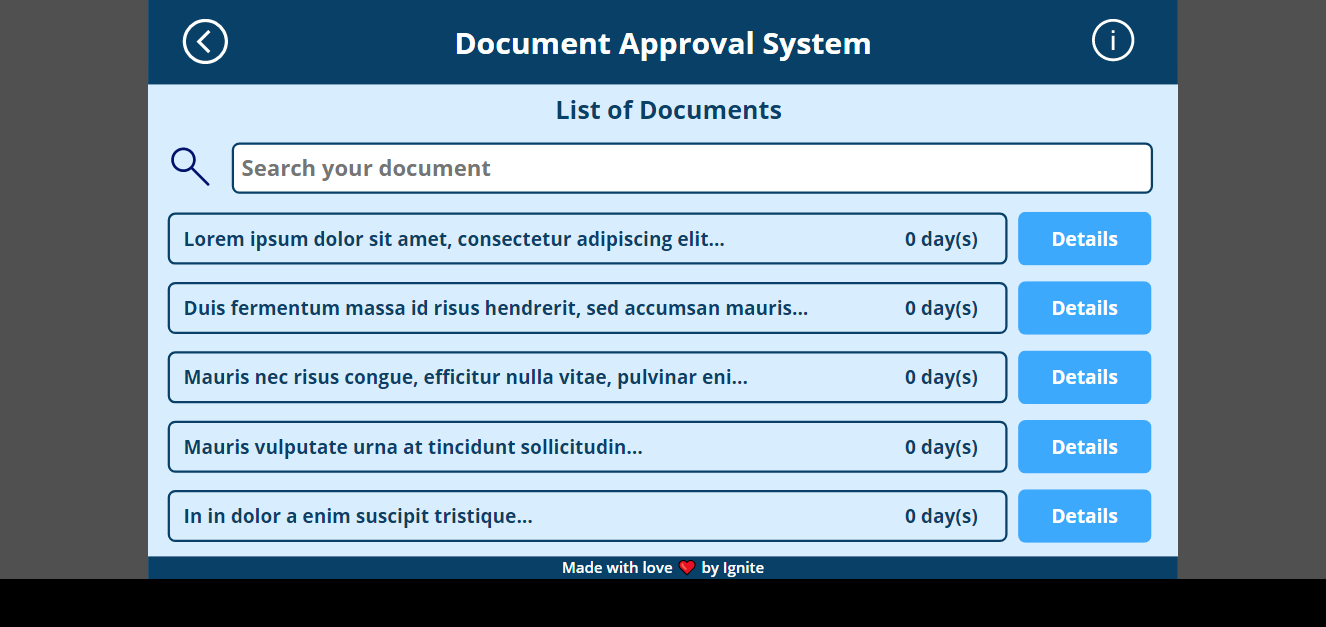 Document Approval System
List of Documents
Search your document
Lorem ipsum dolor sit amet, consectetur adipiscing elit... 0 day(s) Details
Duis fermentum massa id risus hendrerit, sed accumsan mauris... 0 day(s) Details
Mauris nec risus congue, efficitur nulla vitae, pulvinar eni... 0 day(s) Details
Mauris vulputate urna at tincidunt sollicitudin... 0 day(s) Details
In in dolor a enim suscipit tristique... 0 day(s) Details
Made with love ❤ by Ignite